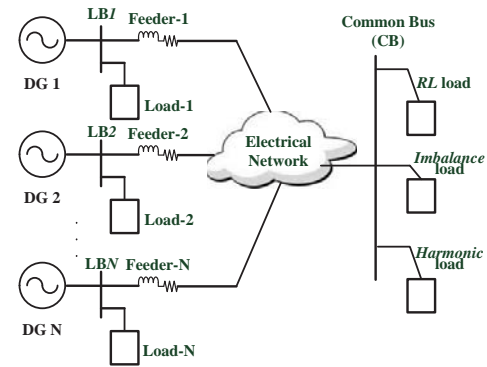 LB1 Feeder-1
DG 1
Load-1
LB2 Feeder-2
DG 2
Load-2
LBN Feeder-N
DG N
Load-N
Electrical
Network
Common Bus
(CB)
RL load
Imbalance
load
Harmonic
load